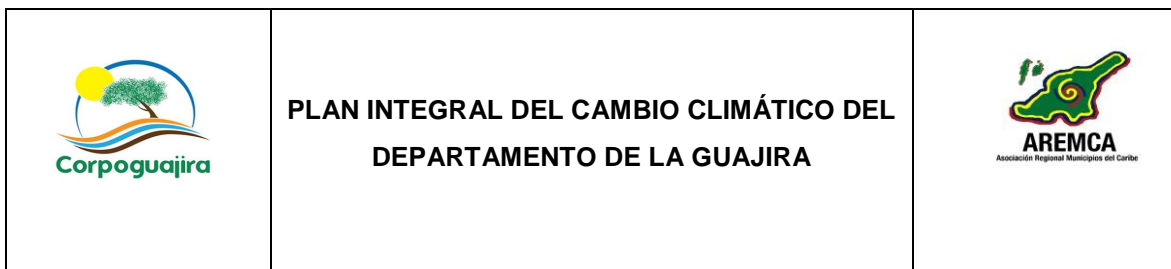 Corpoguajira
PLAN INTEGRAL DEL CAMBIO CLIMÁTICO DEL
DEPARTAMENTO DE LA GUAJIRA
AREMCA
Asociación Regional Municipios del Caribe